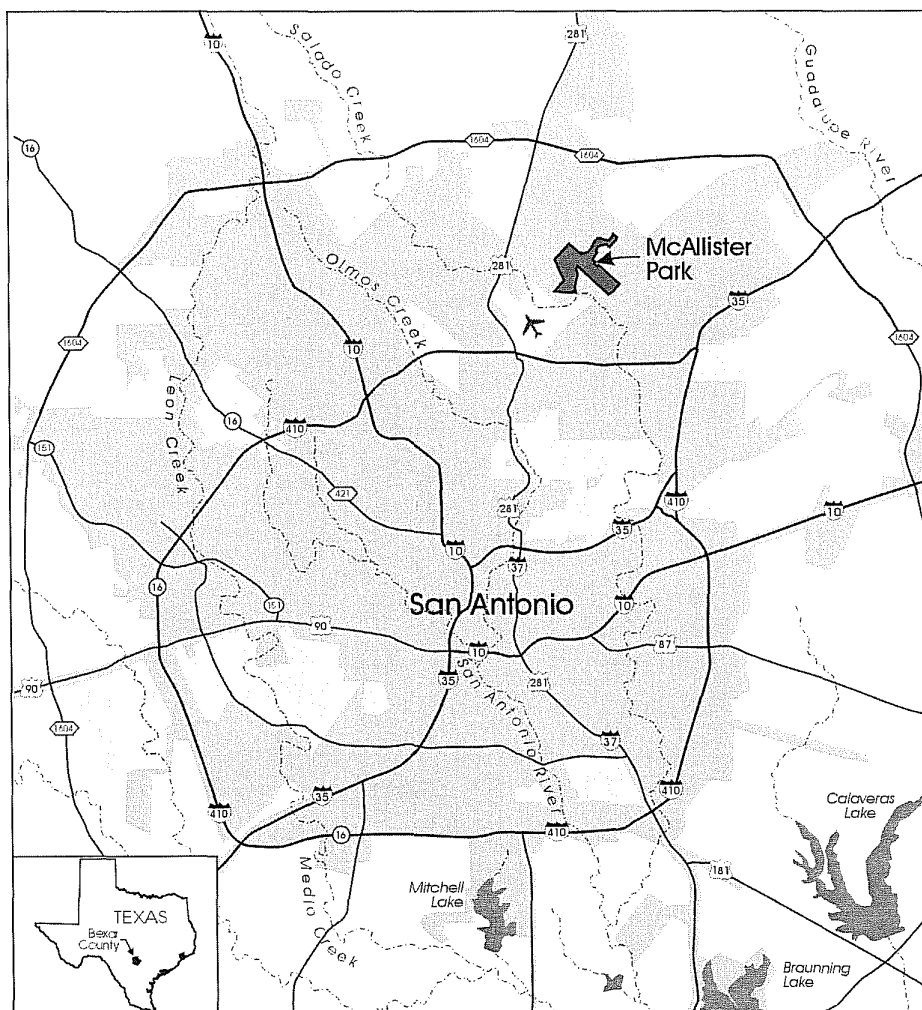 10
281
Salado Creek
Guadalupe River
16
1604
1604
Olmos Creek
281
McAllister
Park
35
1604
10
1604
Leon Creek
16
410
151
421
281
35
410
10
10
37
16
151
San Antonio
10
90
10
87
90
35
281
San Antonio River
1604
37
35
410
410
16
410
Calaveras
Lake
Medio Creek
Mitchell
Lake
181
TEXAS
Bexar
County
Braunning
Lake